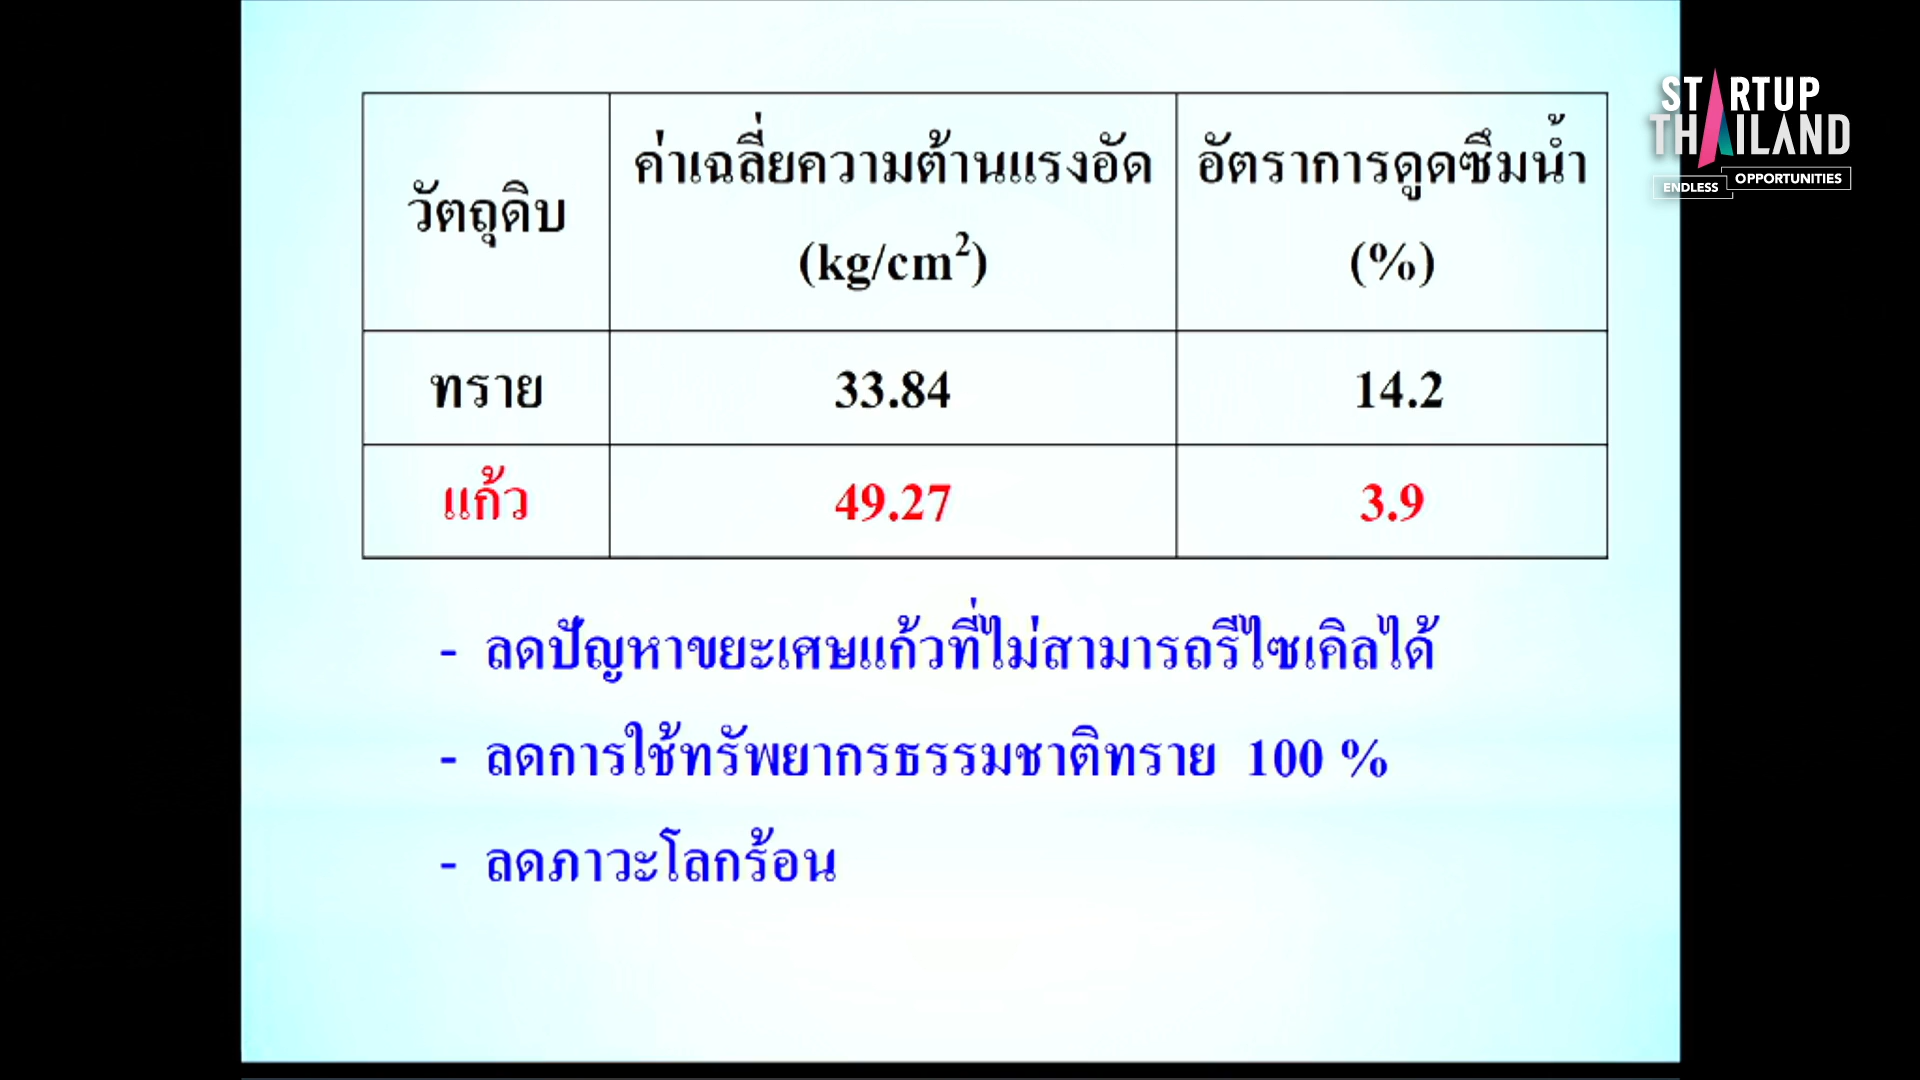 วัตถุดิบ
ค่าเฉลี่ยความต้านแรงอัด
(kg/cm²)
อัตราการดูดซึมน้ำ
(%)
ทราย 33.84 14.2
แก้ว 49.27 3.9
- ลดปัญหาขยะเศษแก้วที่ไม่สามารถรีไซเคิลได้
- ลดการใช้ทรัพยากรธรรมชาติทราย 100 %
- ลดภาวะโลกร้อน
STARTUP
THAILAND
ENDLESS OPPORTUNITIES